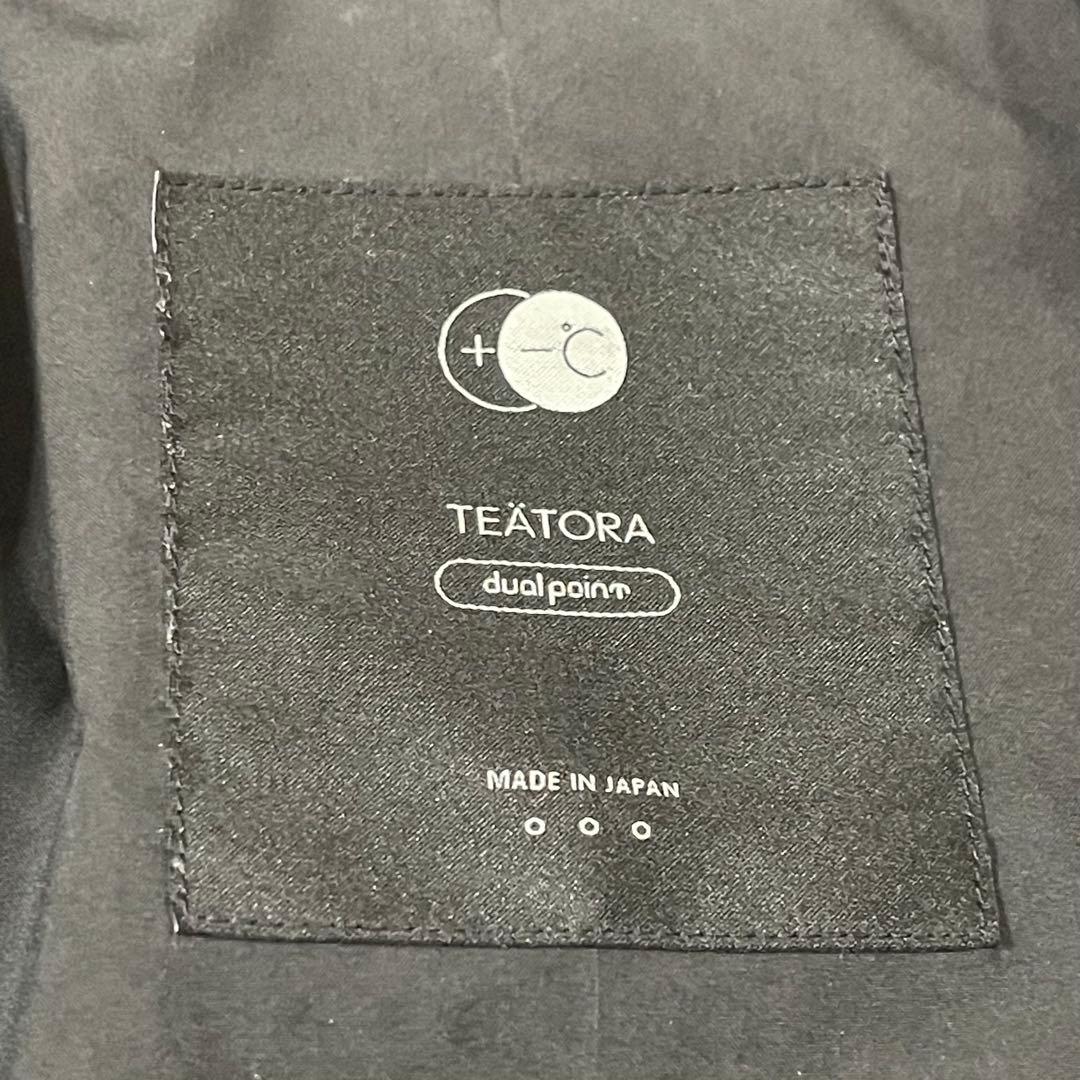 + −℃
TEÄTORA
dualpoint
MADE IN JAPAN